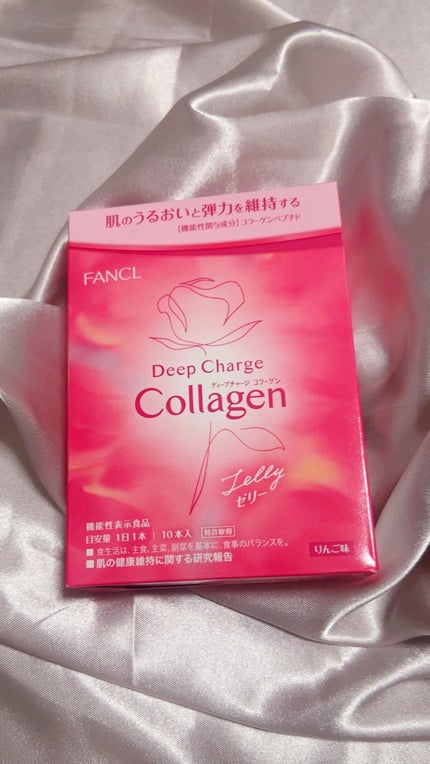 肌のうるおいと弾力を維持する
【機能性関与成分】コラーゲンペプチド
FANCL
Deep Charge
ディープチャージ コラーゲン
Collagen
Jelly
ゼリー
機能性表示食品
目安量 1日1本 | 10本入 特許取得
■食生活は、主食、主菜、副菜を基本に、食事のバランスを。
■肌の健康維持に関する研究報告
りんご味